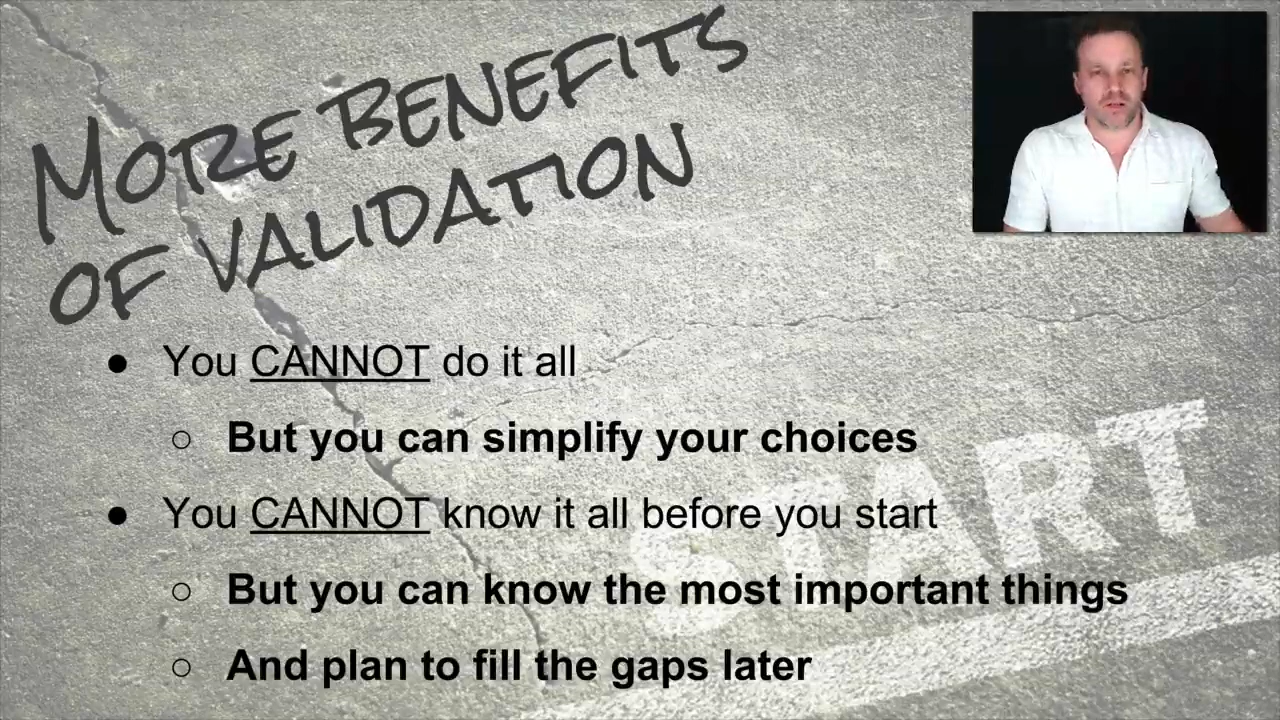 MORE BENEFITS
OF VALIDATION
● You CANNOT do it all
○ But you can simplify your choices
● You CANNOT know it all before you start
○ But you can know the most important things
○ And plan to fill the gaps later
START